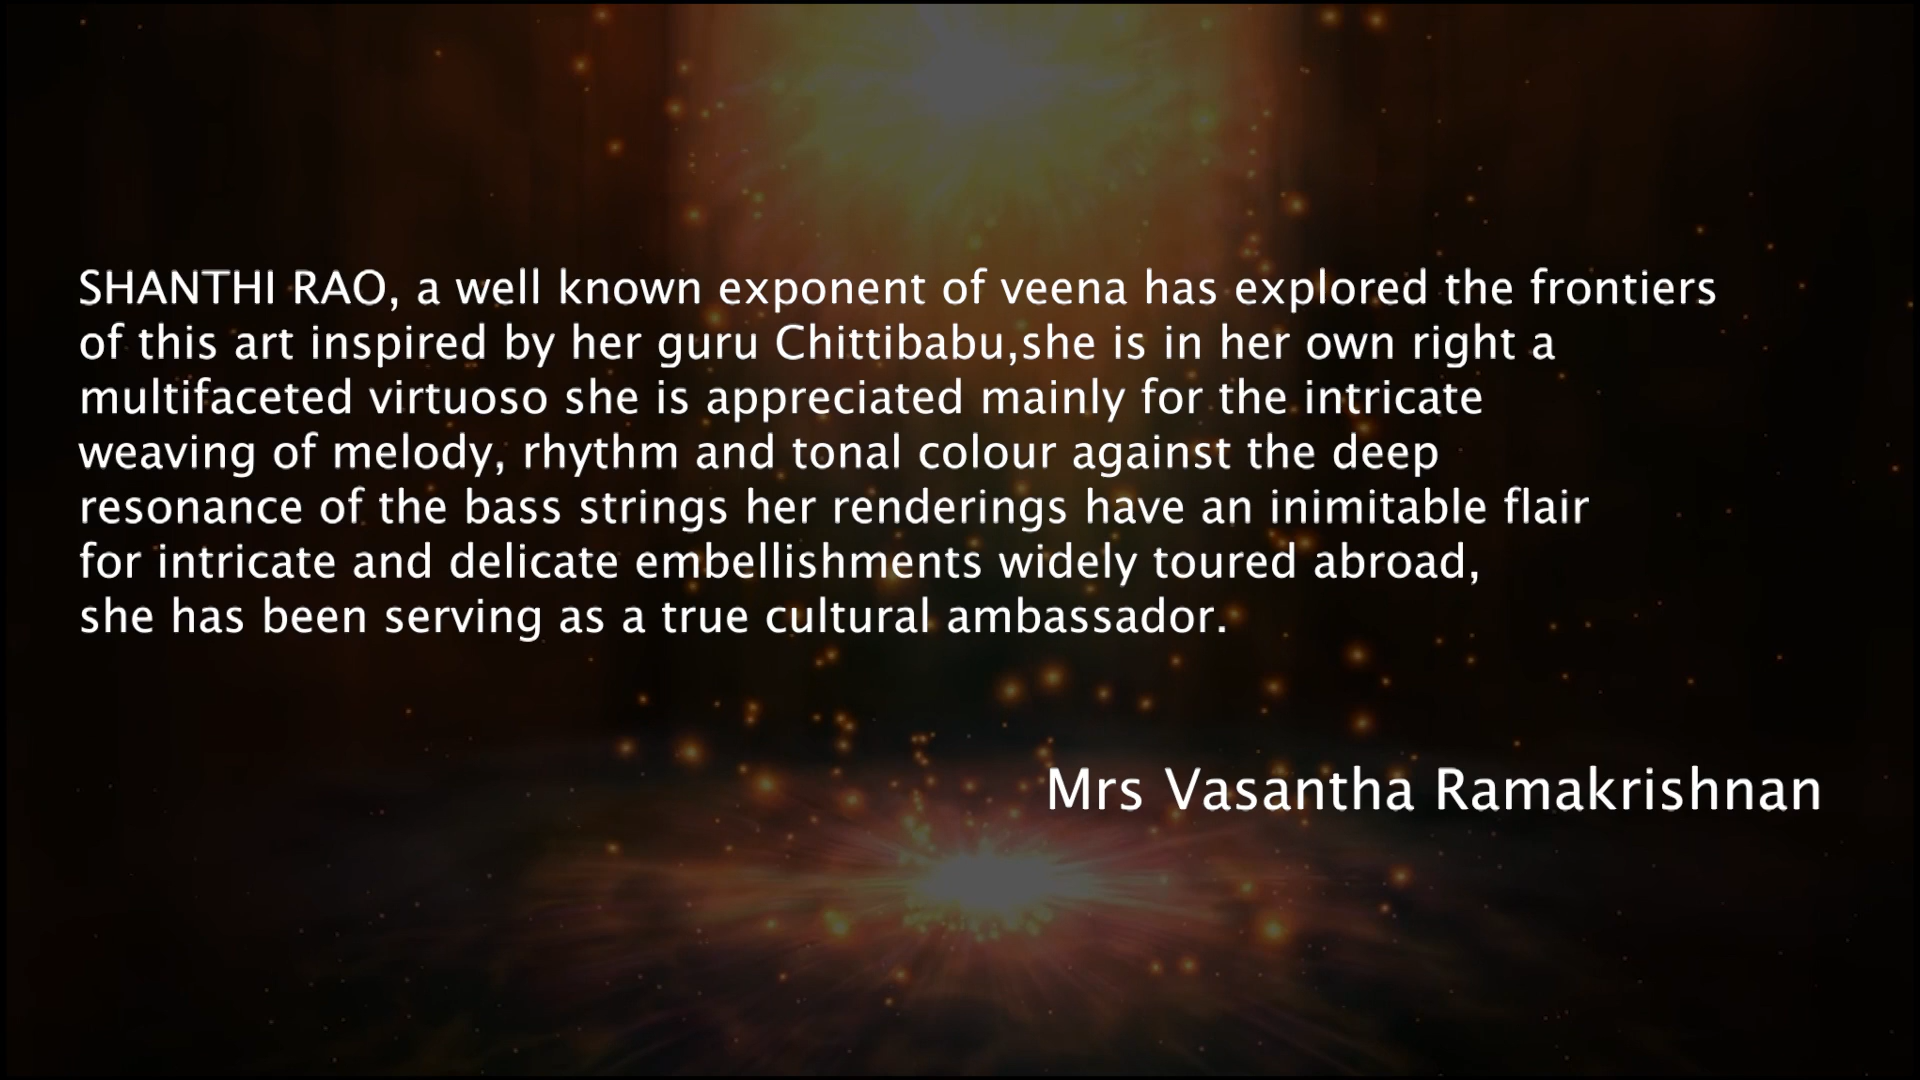 SHANTHI RAO, a well known exponent of veena has explored the frontiers
of this art inspired by her guru Chittibabu,she is in her own right a
multifaceted virtuoso she is appreciated mainly for the intricate
weaving of melody, rhythm and tonal colour against the deep
resonance of the bass strings her renderings have an inimitable flair
for intricate and delicate embellishments widely toured abroad,
she has been serving as a true cultural ambassador.
Mrs Vasantha Ramakrishnan